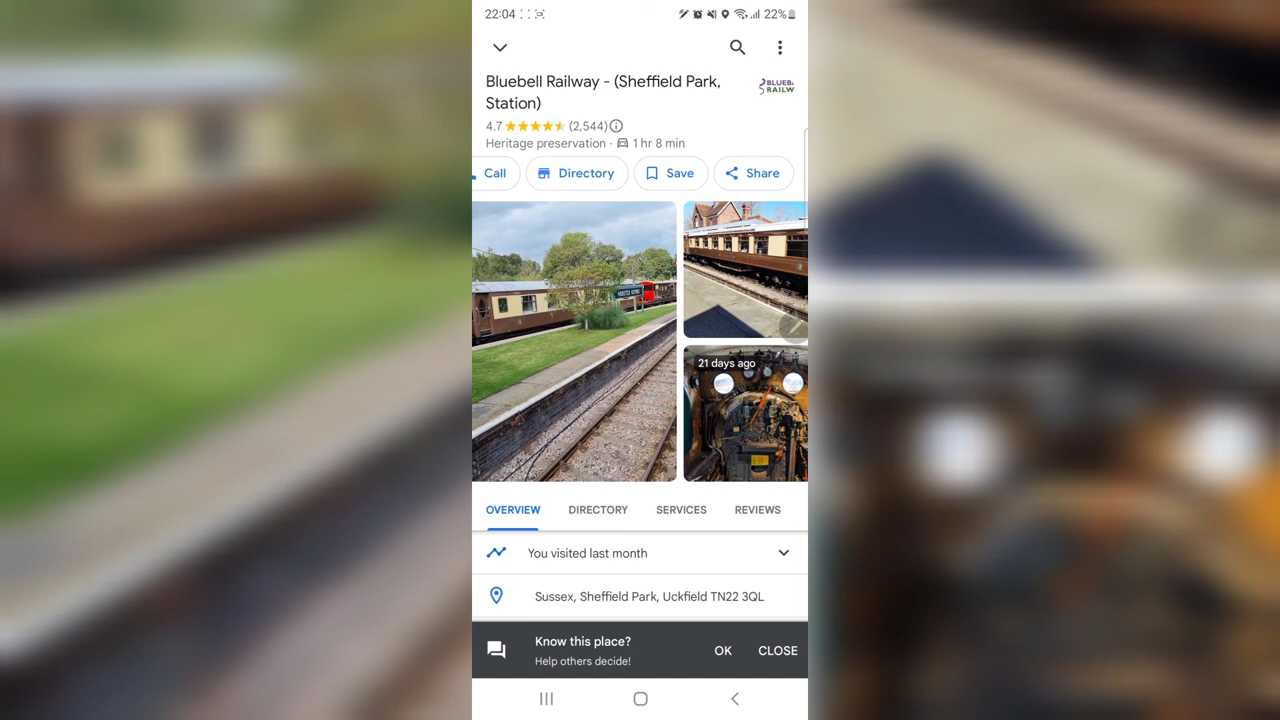 22:04
22%
Bluebell Railway - (Sheffield Park,
Station)
BLUEB
RAILW
4.7
(2,544)
Heritage preservation · 1 hr 8 min
Call
Directory
Save
Share
21 days ago
OVERVIEW
DIRECTORY
SERVICES
REVIEWS
You visited last month
Sussex, Sheffield Park, Uckfield TN22 3QL
Know this place?
Help others decide!
OK
CLOSE